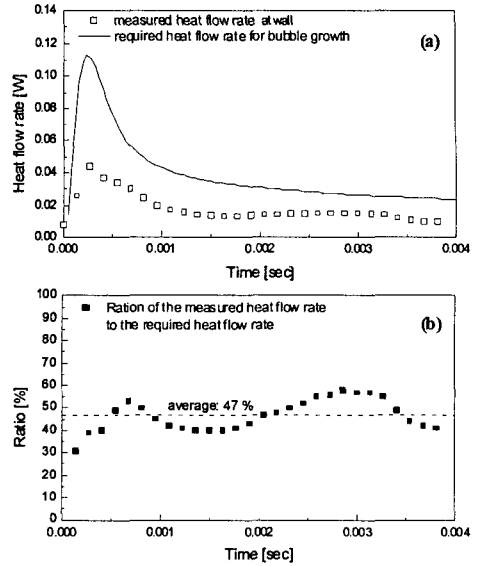 measured heat flow rate at wall
required heat flow rate for bubble growth
(a)
0.14
0.12
0.10
0.08
0.06
0.04
0.02
0.00
Heat flow rate [W]
0.000 0.001 0.002 0.003 0.004
Time [sec]
100
90
80
70
60
50
40
30
20
10
0
Ratio [%]
Ration of the measured heat flow rate
to the required heat flow rate
(b)
average: 47 %
0.000 0.001 0.002 0.003 0.004
Time [sec]